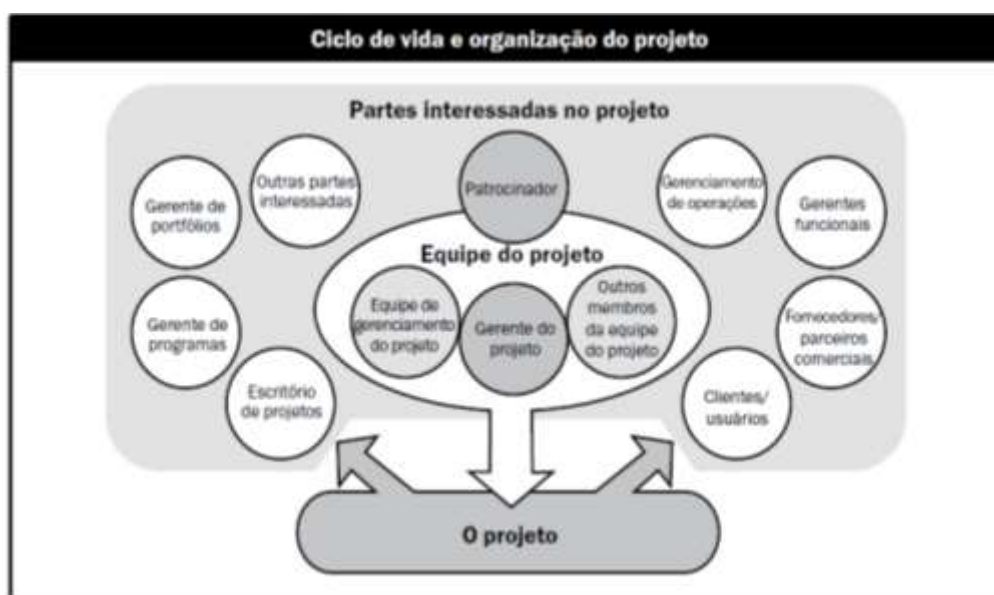 Ciclo de vida e organização do projeto
Partes interessadas no projeto
Gerente de
portfólios
Outras partes
interessadas
Patrocinador
Gerenciamento
de operações
Gerentes
funcionais
Equipe do projeto
Equipe de
gerenciamento
do projeto
Gerente do
projeto
Outros
membros
da equipe
do projeto
Gerente de
programas
Fornecedores/
parceiros
comerciais
Escritório
de projetos
Clientes/
usuários
O projeto